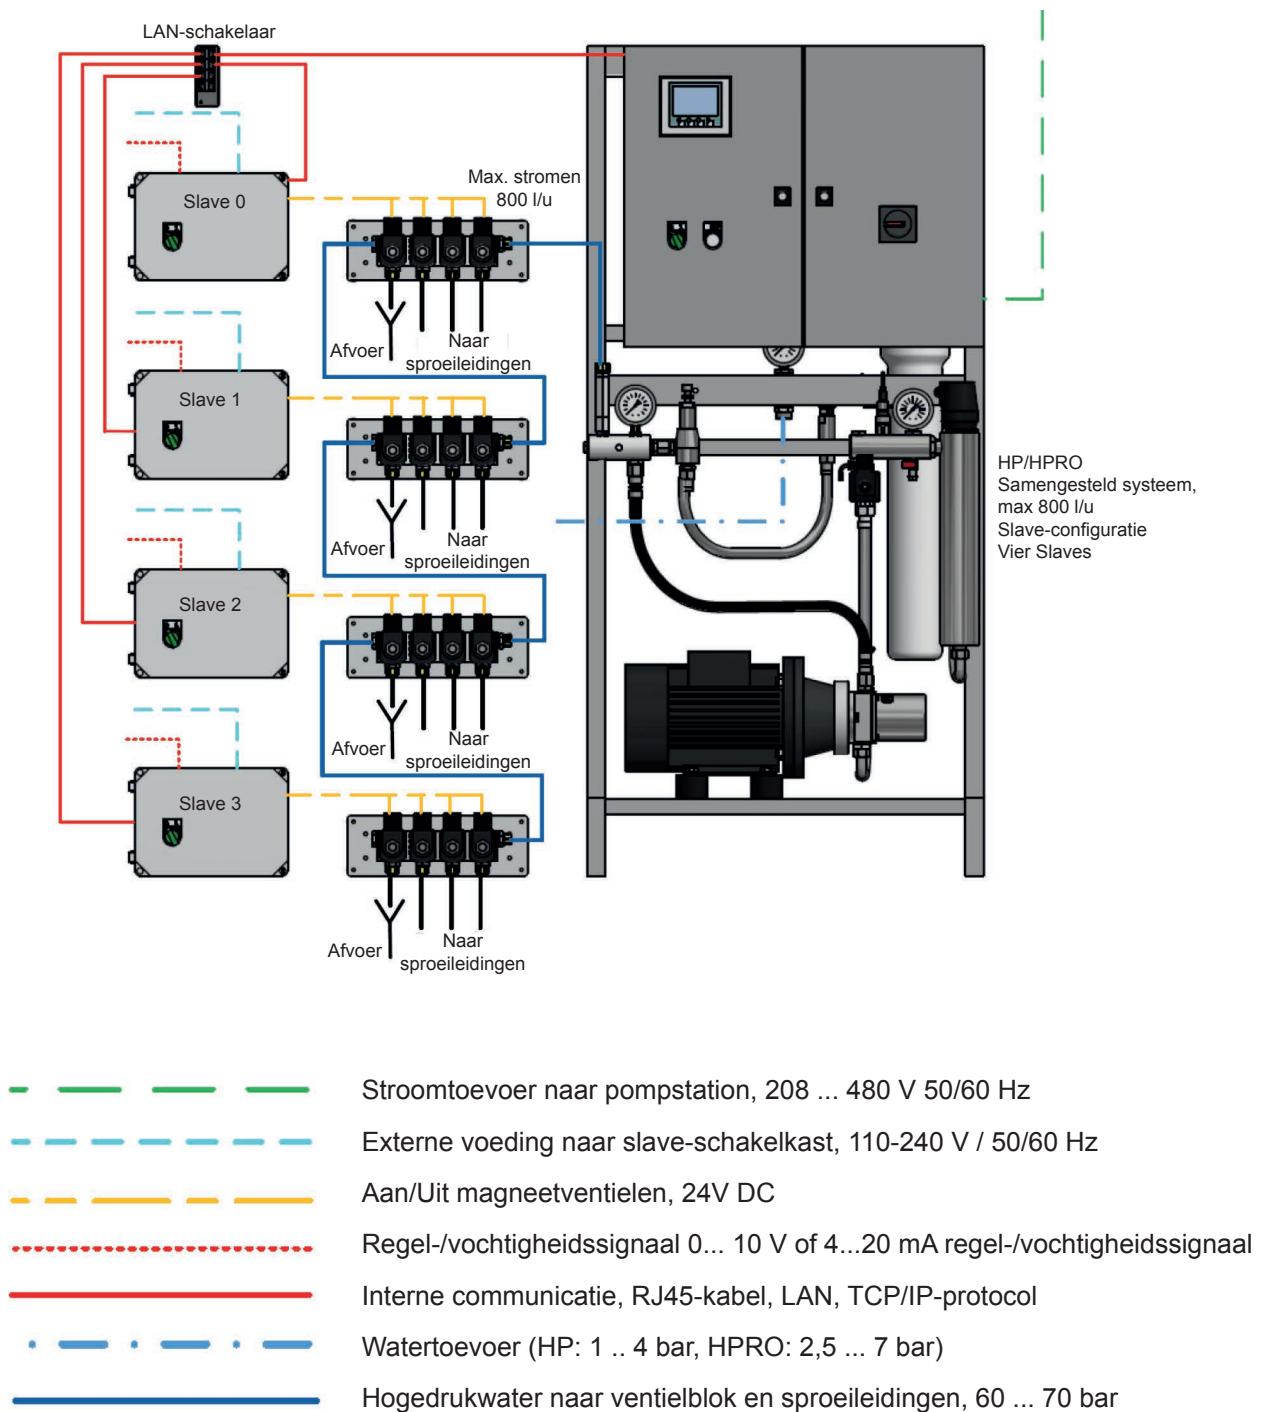 LAN-schakelaar
Max. stromen
800 l/u
Slave 0
Afvoer
Naar
sproeileidingen
Slave 1
Afvoer
Naar
sproeileidingen
HP/HPRO
Samengesteld systeem,
max 800 l/u
Slave-configuratie
Vier Slaves
Slave 2
Afvoer
Naar
sproeileidingen
Slave 3
Afvoer
Naar
sproeileidingen
Stroomtoevoer naar pompstation, 208 ... 480 V 50/60 Hz
Externe voeding naar slave-schakelkast, 110-240 V / 50/60 Hz
Aan/Uit magneetventielen, 24V DC
Regel-/vochtigheidssignaal 0... 10 V of 4...20 mA regel-/vochtigheidssignaal
Interne communicatie, RJ45-kabel, LAN, TCP/IP-protocol
Watertoevoer (HP: 1 .. 4 bar, HPRO: 2,5 ... 7 bar)
Hogedrukwater naar ventielblok en sproeileidingen, 60 ... 70 bar